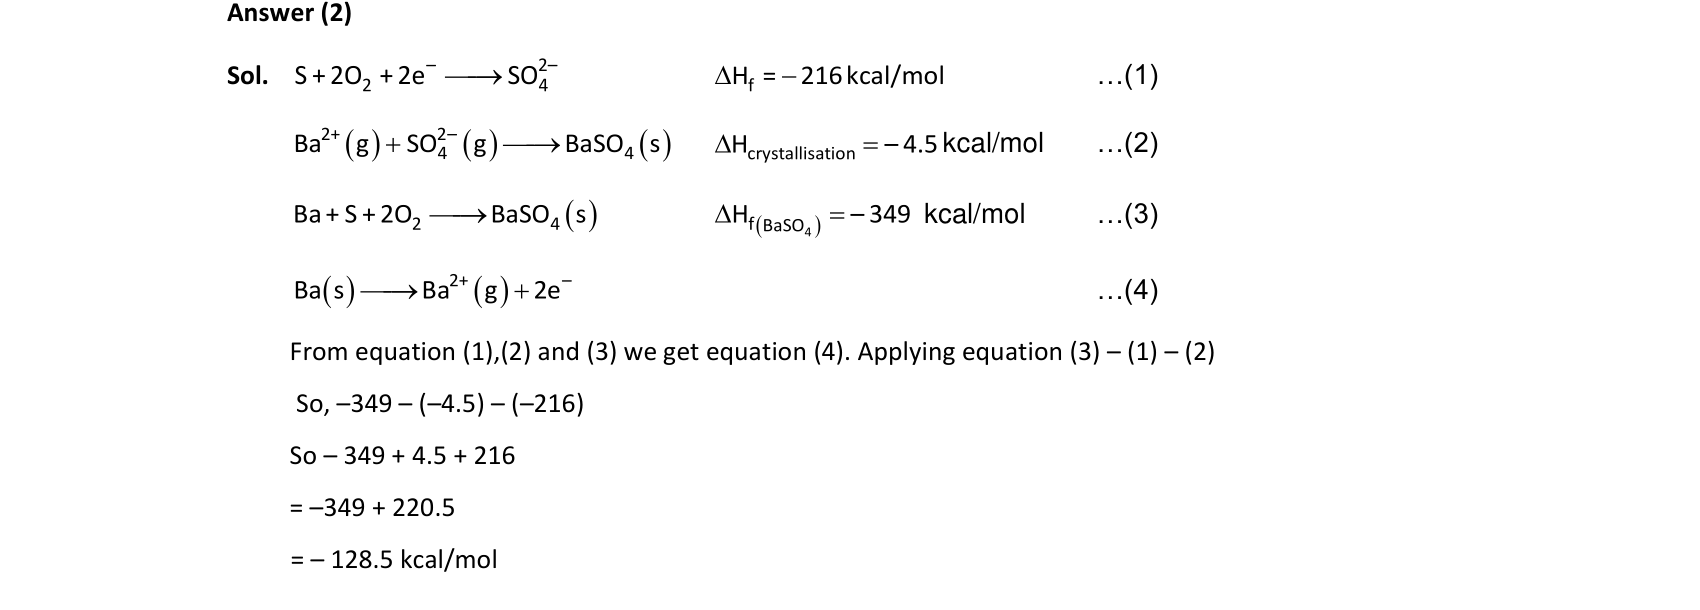 Answer (2)
Sol. S + 2O₂ + 2e⁻ ⟶ SO₄²⁻ ΔH_f = – 216 kcal/mol …(1)
Ba²⁺(g) + SO₄²⁻(g) ⟶ BaSO₄(s) ΔH_crystallisation = – 4.5 kcal/mol …(2)
Ba + S + 2O₂ ⟶ BaSO₄(s) ΔH_f(BaSO₄) = – 349 kcal/mol …(3)
Ba(s) ⟶ Ba²⁺(g) + 2e⁻ …(4)
From equation (1),(2) and (3) we get equation (4). Applying equation (3) – (1) – (2)
So, –349 – (–4.5) – (–216)
So – 349 + 4.5 + 216
= –349 + 220.5
= – 128.5 kcal/mol